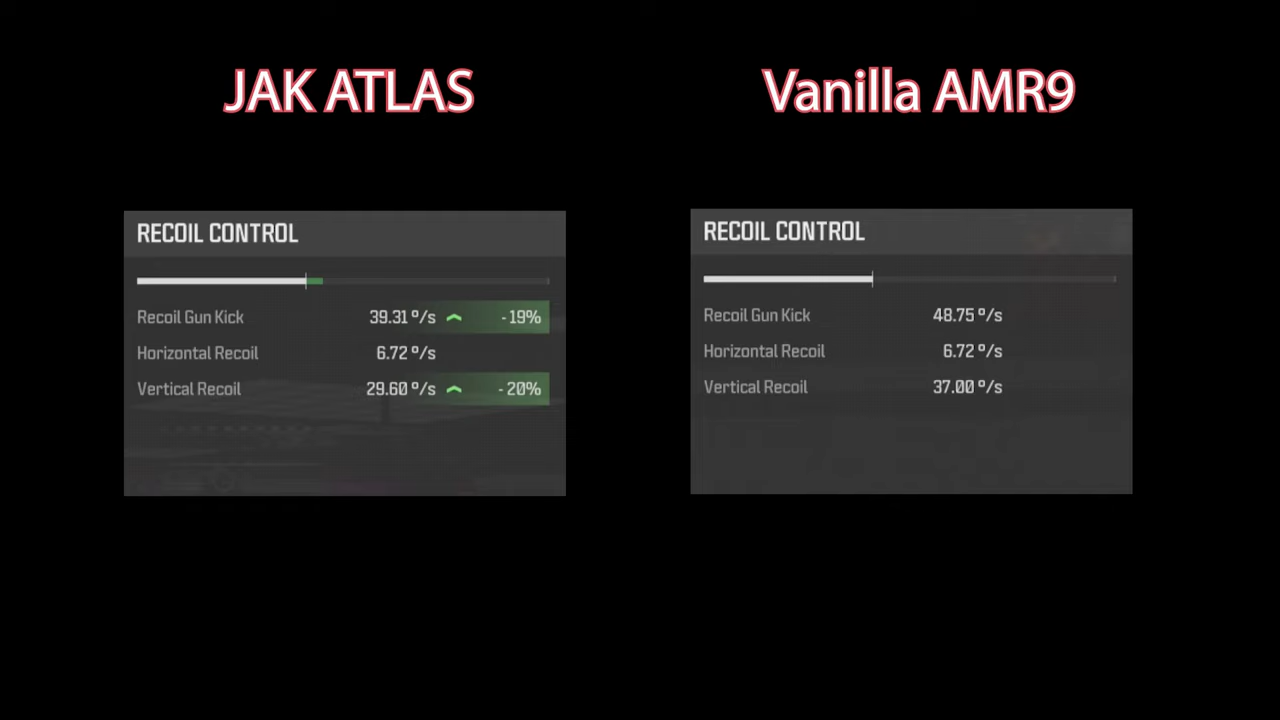 JAK ATLAS
RECOIL CONTROL
Recoil Gun Kick 39.31 º/s -19%
Horizontal Recoil 6.72 º/s
Vertical Recoil 29.60 º/s -20%
Vanilla AMR9
RECOIL CONTROL
Recoil Gun Kick 48.75 º/s
Horizontal Recoil 6.72 º/s
Vertical Recoil 37.00 º/s